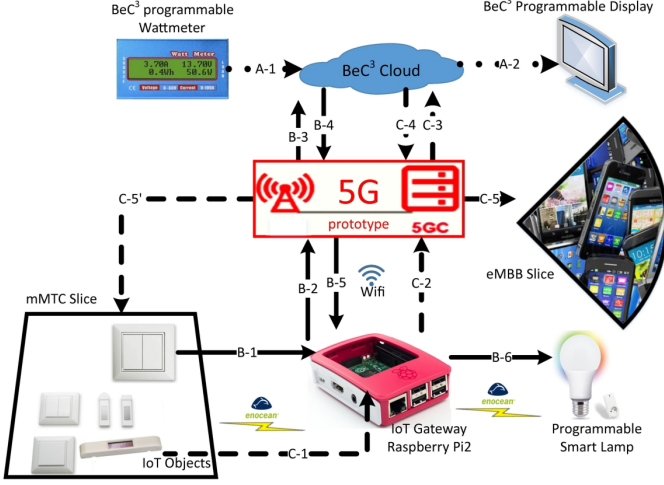 BeC³ programmable
Wattmeter
BeC³ Programmable Display
Watt Meter
3.70A 13.70V
0.4Wh 50.6V
A-1
BeC³ Cloud
A-2
B-3
B-4
C-4
C-3
5G
prototype
5GC
C-5'
C-5
eMBB Slice
mMTC Slice
B-2
B-5
Wifi
C-2
B-1
B-6
enocean
enocean
IoT Gateway
Raspberry Pi2
Programmable
Smart Lamp
IoT Objects
C-1